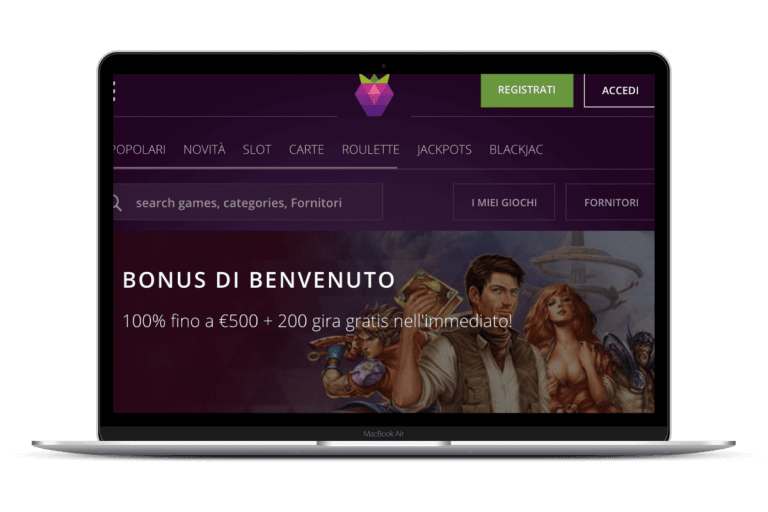 REGISTRATI
ACCEDI
POPOLARI NOVITÀ SLOT CARTE ROULETTE JACKPOTS BLACKJAC
search games, categories, Fornitori
I MIEI GIOCHI
FORNITORI
BONUS DI BENVENUTO
100% fino a €500 + 200 gira gratis nell'immediato!
MacBook Air